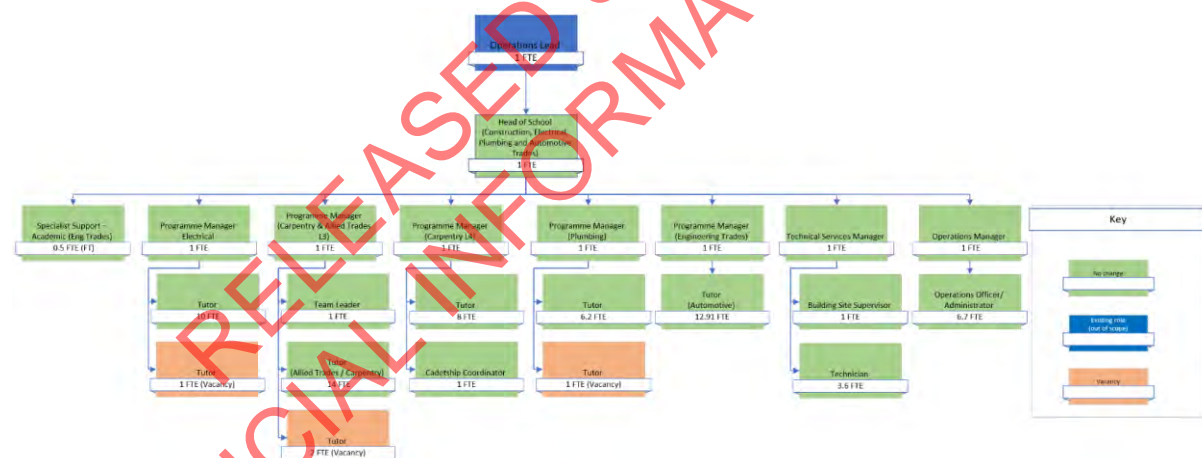 Operations Lead
1 FTE
Head of School
(Construction, Electrical,
Plumbing and Automotive
Trades)
1 FTE
Specialist Support –
Academic (Eng Trades)
0.5 FTE (FT)
Programme Manager
Electrical
1 FTE
Programme Manager
(Carpentry & Allied Trades
L3)
1 FTE
Programme Manager
(Carpentry L4)
1 FTE
Programme Manager
(Plumbing)
1 FTE
Programme Manager
(Engineering Trades)
1 FTE
Technical Services Manager
1 FTE
Operations Manager
1 FTE
Key
No change
Existing role
(out of scope)
Vacancy
Tutor
10 FTE
Team Leader
1 FTE
Tutor
8 FTE
Tutor
6.2 FTE
Tutor
(Automotive)
12.91 FTE
Building Site Supervisor
1 FTE
Operations Officer/
Administrator
6.7 FTE
Tutor
1 FTE (Vacancy)
Tutor
(Allied Trades / Carpentry)
14 FTE
Cadetship Coordinator
1 FTE
Tutor
1 FTE (Vacancy)
Technician
3.6 FTE
Tutor
FTE (Vacancy)
RELEASED